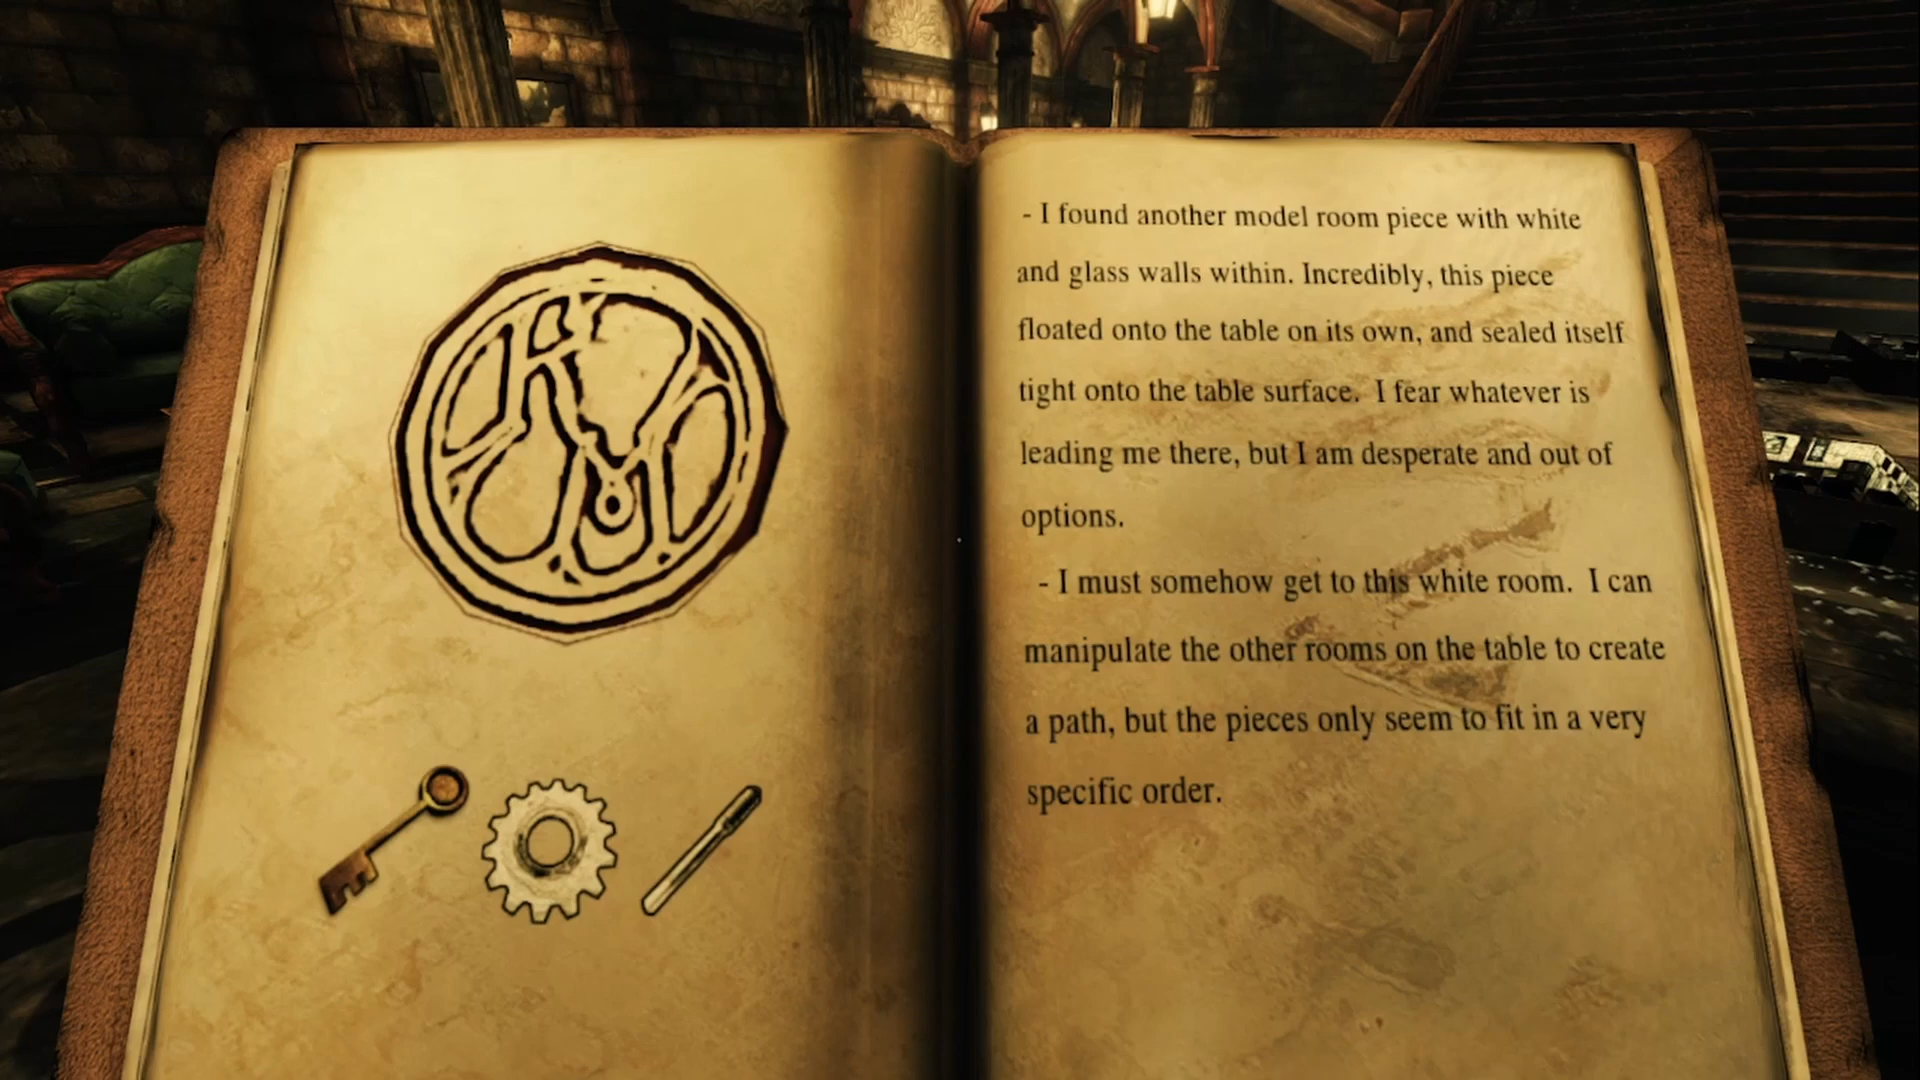 - I found another model room piece with white
and glass walls within. Incredibly, this piece
floated onto the table on its own, and sealed itself
tight onto the table surface.  I fear whatever is
leading me there, but I am desperate and out of
options.
- I must somehow get to this white room.  I can
manipulate the other rooms on the table to create
a path, but the pieces only seem to fit in a very
specific order.